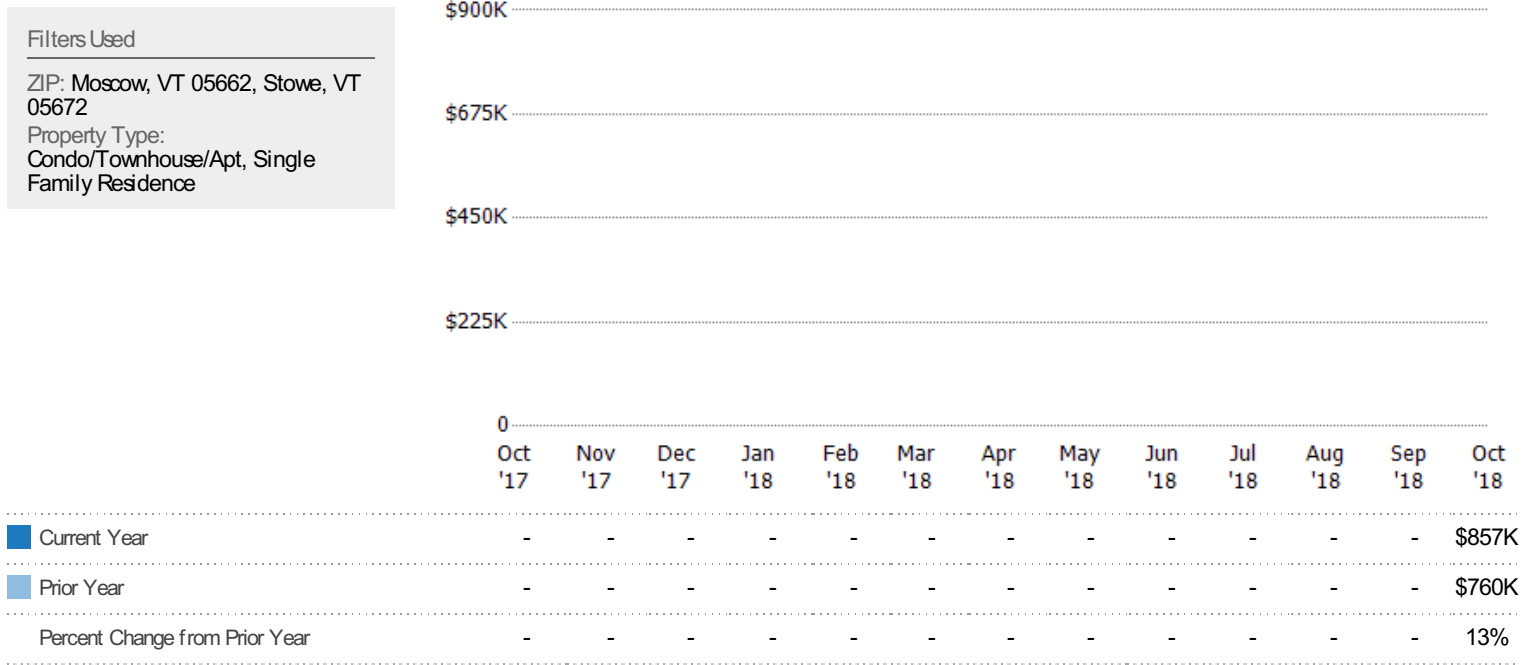 Filters Used
ZIP: Moscow, VT 05662, Stowe, VT
05672
Property Type:
Condo/Townhouse/Apt, Single
Family Residence
$900K
$675K
$450K
$225K
0
Oct Nov Dec Jan Feb Mar Apr May Jun Jul Aug Sep Oct
'17 '17 '17 '18 '18 '18 '18 '18 '18 '18 '18 '18 '18
Current Year - - - - - - - - - - - - $857K
Prior Year - - - - - - - - - - - - $760K
Percent Change from Prior Year - - - - - - - - - - - - 13%